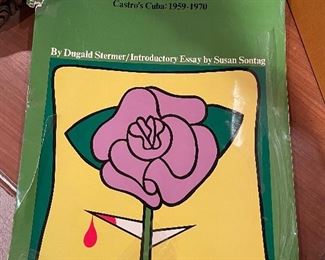 Castro's Cuba: 1959-1970
By Dugald Stermer/Introductory Essay by Susan Sontag